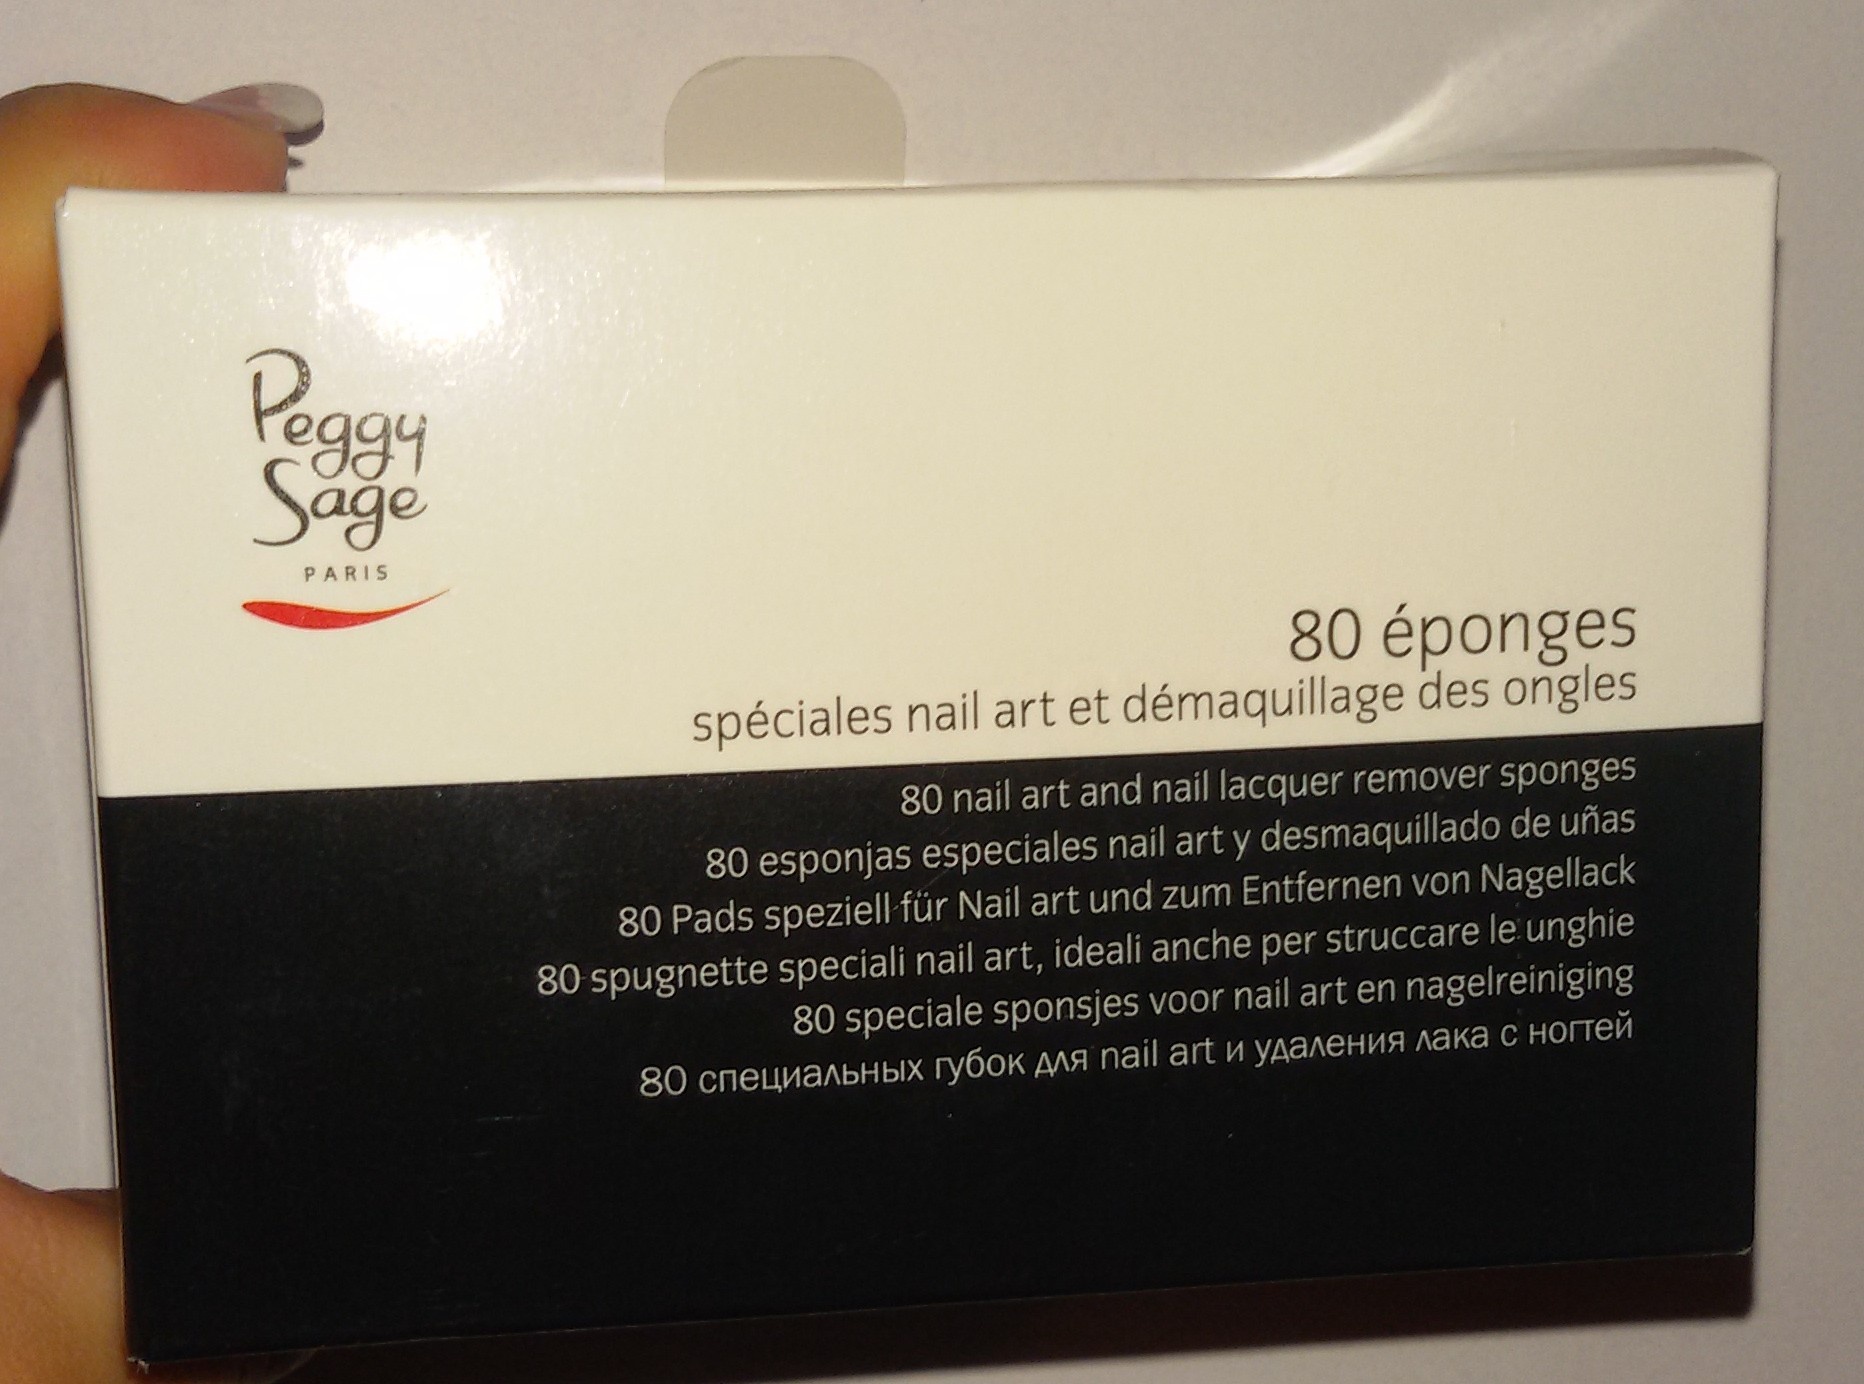 Peggy
Sage
PARIS
80 éponges
spéciales nail art et démaquillage des ongles
80 nail art and nail lacquer remover sponges
80 esponjas especiales nail art y desmaquillado de uñas
80 Pads speziell für Nail art und zum Entfernen von Nagellack
80 spugnette speciali nail art, ideali anche per struccare le unghie
80 speciale sponsjes voor nail art en nagelreiniging
80 специальных губок для nail art и удаления лака с ногтей